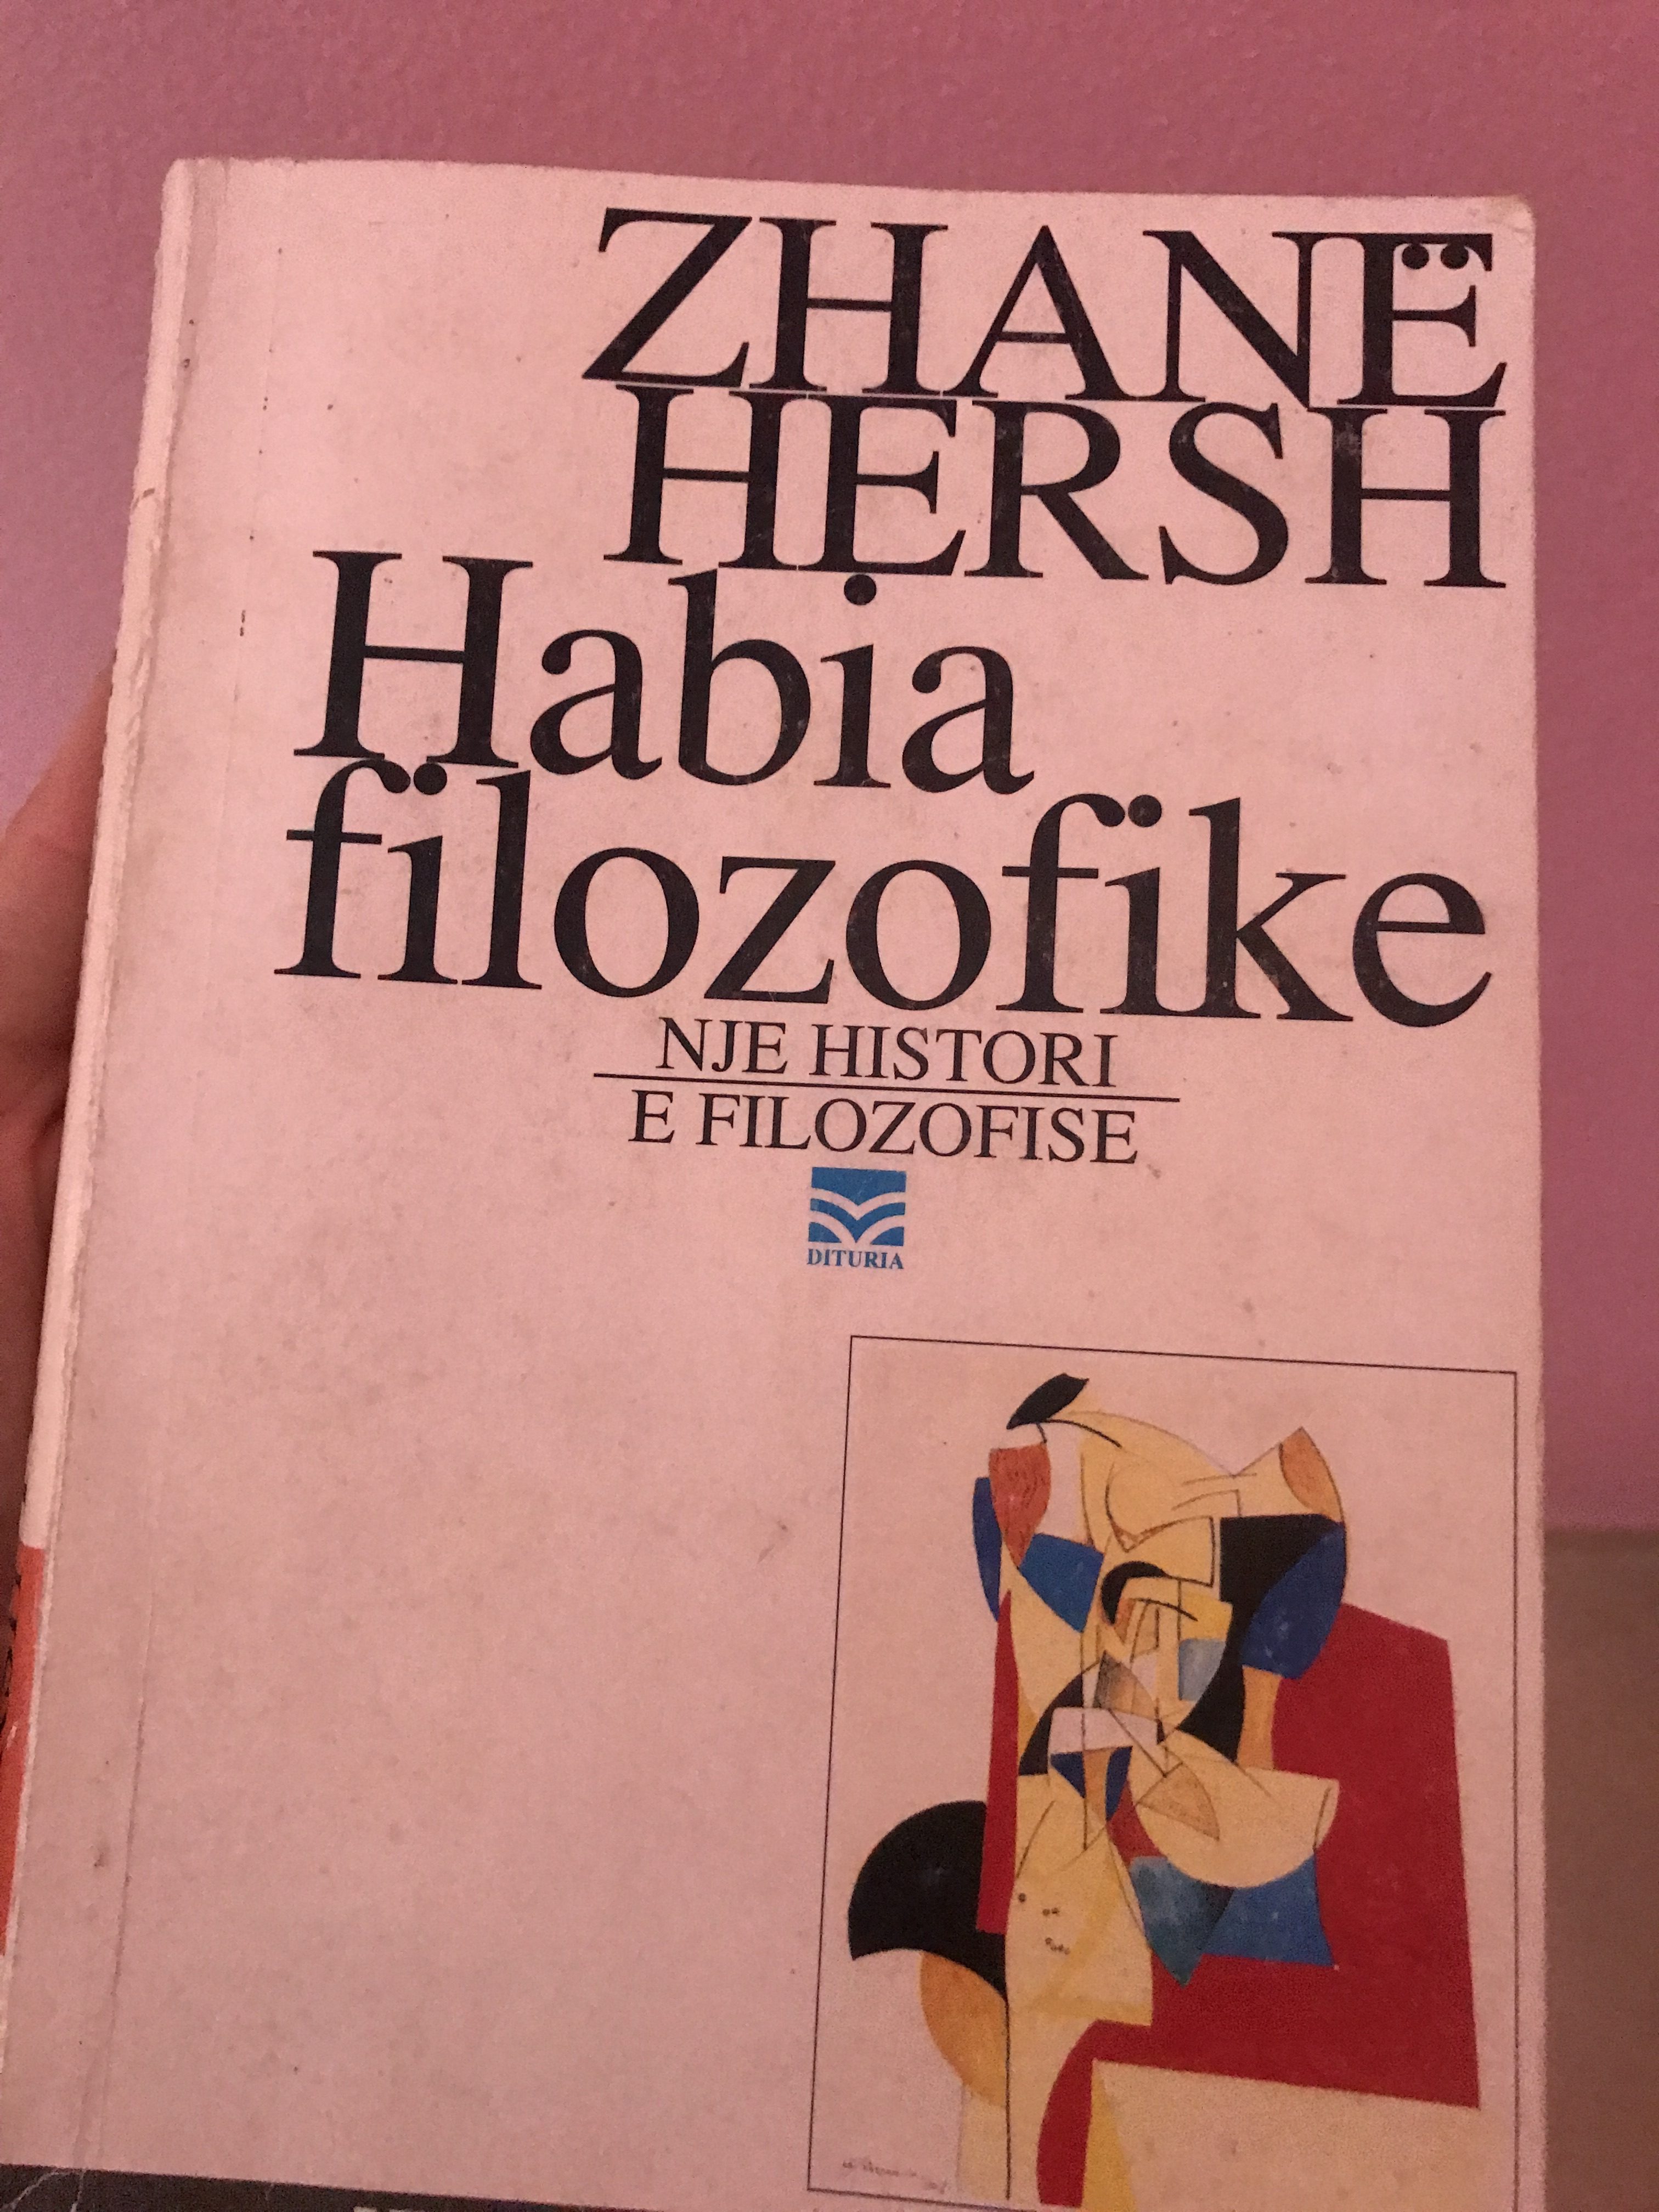 ZHANË
HERSH
Habia
filozofike
NJE HISTORI
E FILOZOFISE
DITURIA